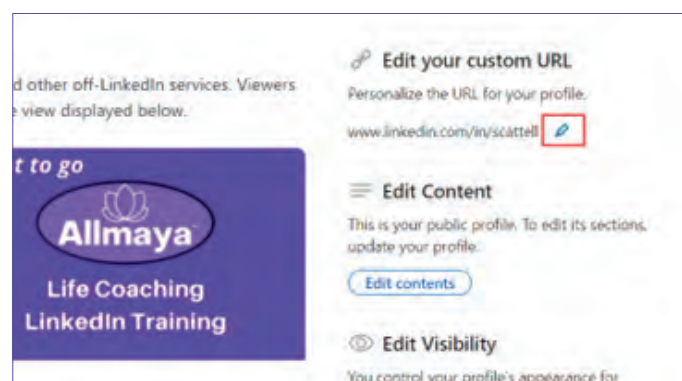 d other off-LinkedIn services. Viewers
e view displayed below.
t to go
Allmaya
Life Coaching
LinkedIn Training
Edit your custom URL
Personalize the URL for your profile.
www.linkedin.com/in/scattell
Edit Content
This is your public profile. To edit its sections,
update your profile.
Edit contents
Edit Visibility
You control your profile's appearance for